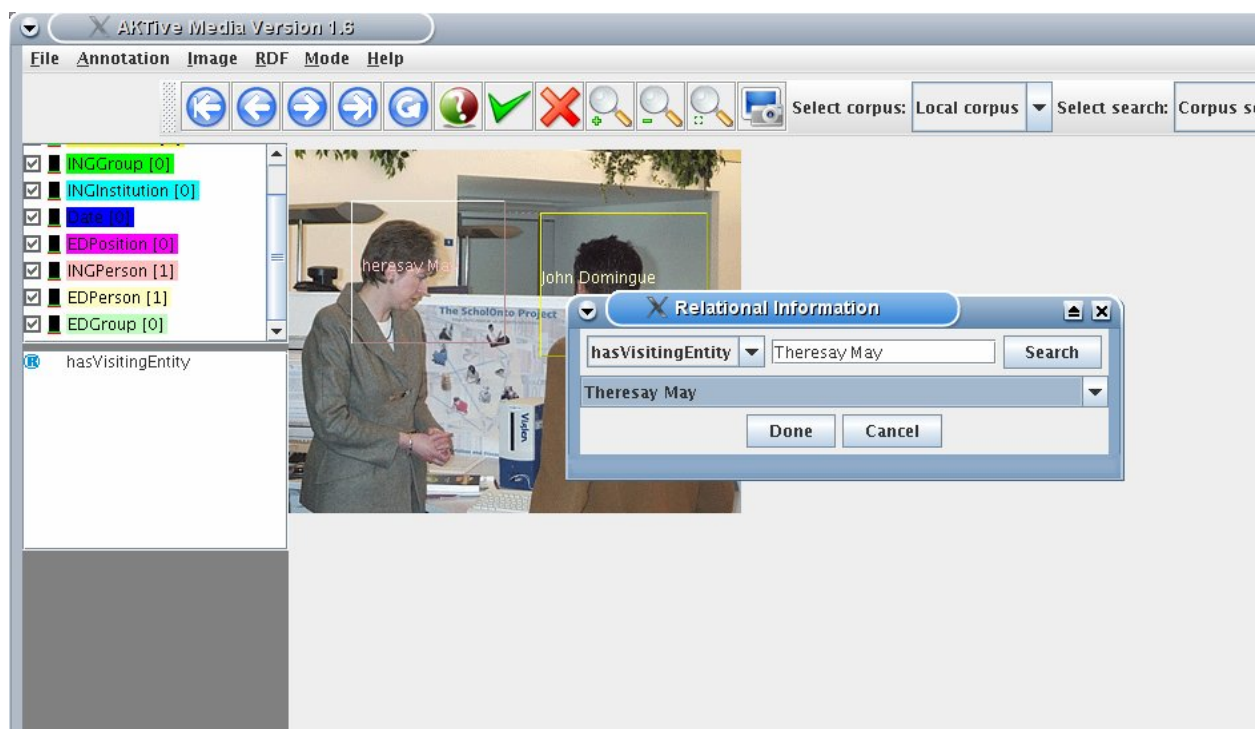 AKTive Media Version 1.6
File Annotation Image RDF Mode Help
Select corpus: Local corpus Select search: Corpus s
INGGroup [0]
INGInstitution [0]
Date [0]
EDPosition [0]
INGPerson [1]
EDPerson [1]
EDGroup [0]
hasVisitingEntity
heresay May
John Domingue
The ScholOnto Project
Viglen
Relational Information
hasVisitingEntity Theresay May Search
Theresay May
Done Cancel